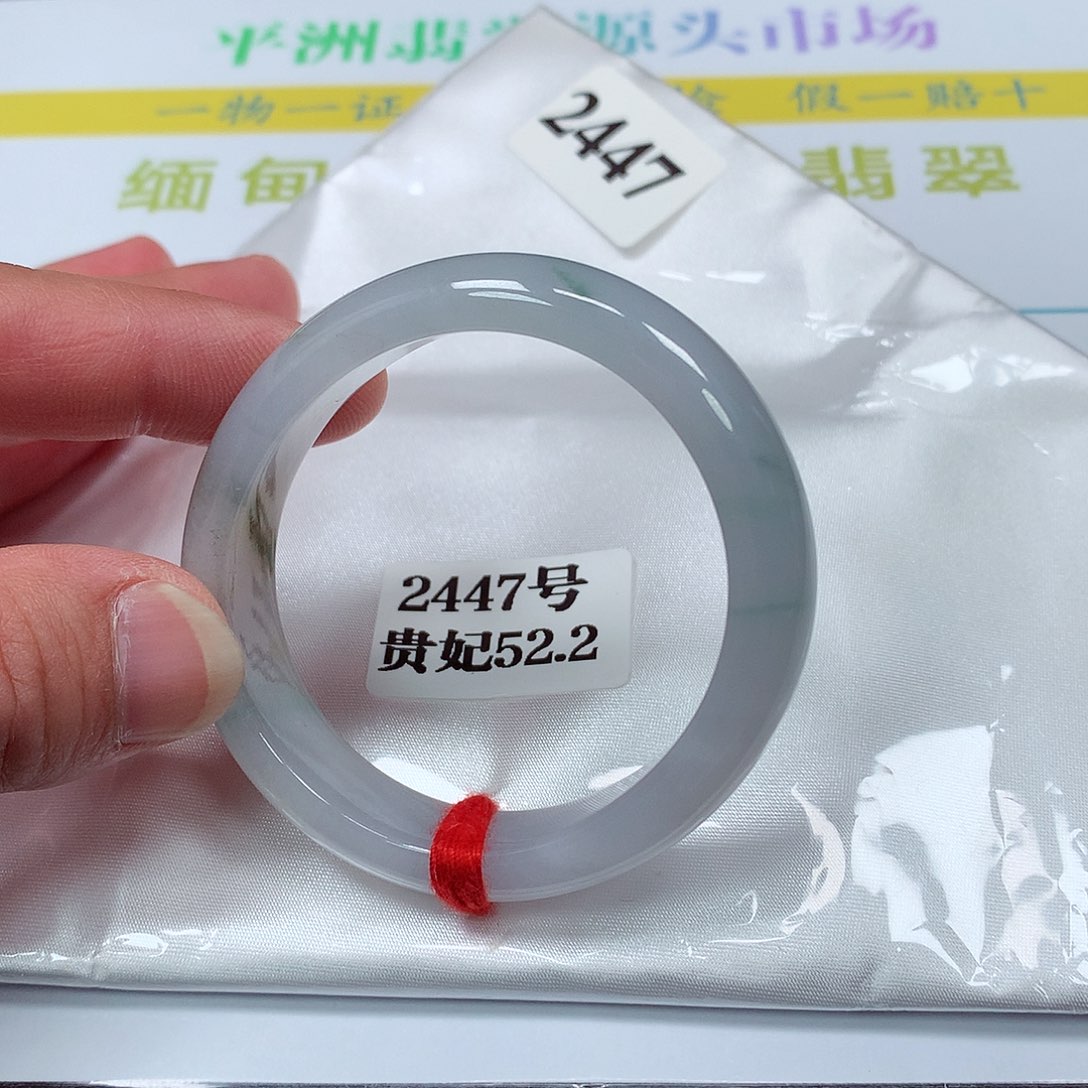 平洲翡 源头市场
一物一证 假一赔十
缅甸 翡翠
2447
2447号
贵妃52.2